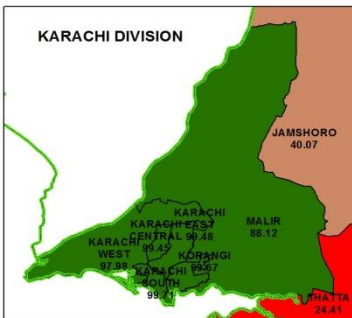 KARACHI DIVISION
JAMSHORO
40.07
KARACHI
EAST
99.48
KARACHI
CENTRAL
99.45
MALIR
88.12
KARACHI
WEST
97.98
KORANGI
99.67
KARACHI
SOUTH
99.71
THATTA
24.41